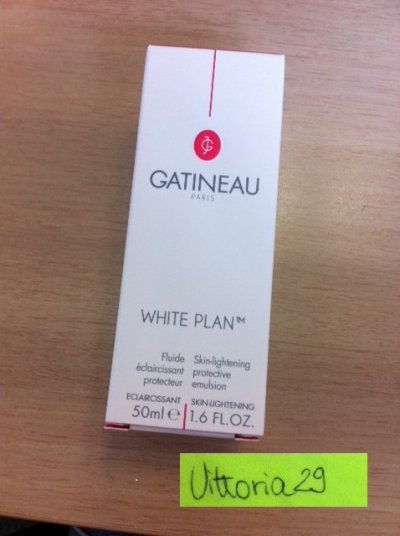 GATINEAU
PARIS
WHITE PLAN™
Fluide Skin-lightening
éclaircissant protective
protecteur emulsion
ECLAIRCISSANT SKIN-LIGHTENING
50ml ℮ 1.6 FL.OZ.
Vittoria29